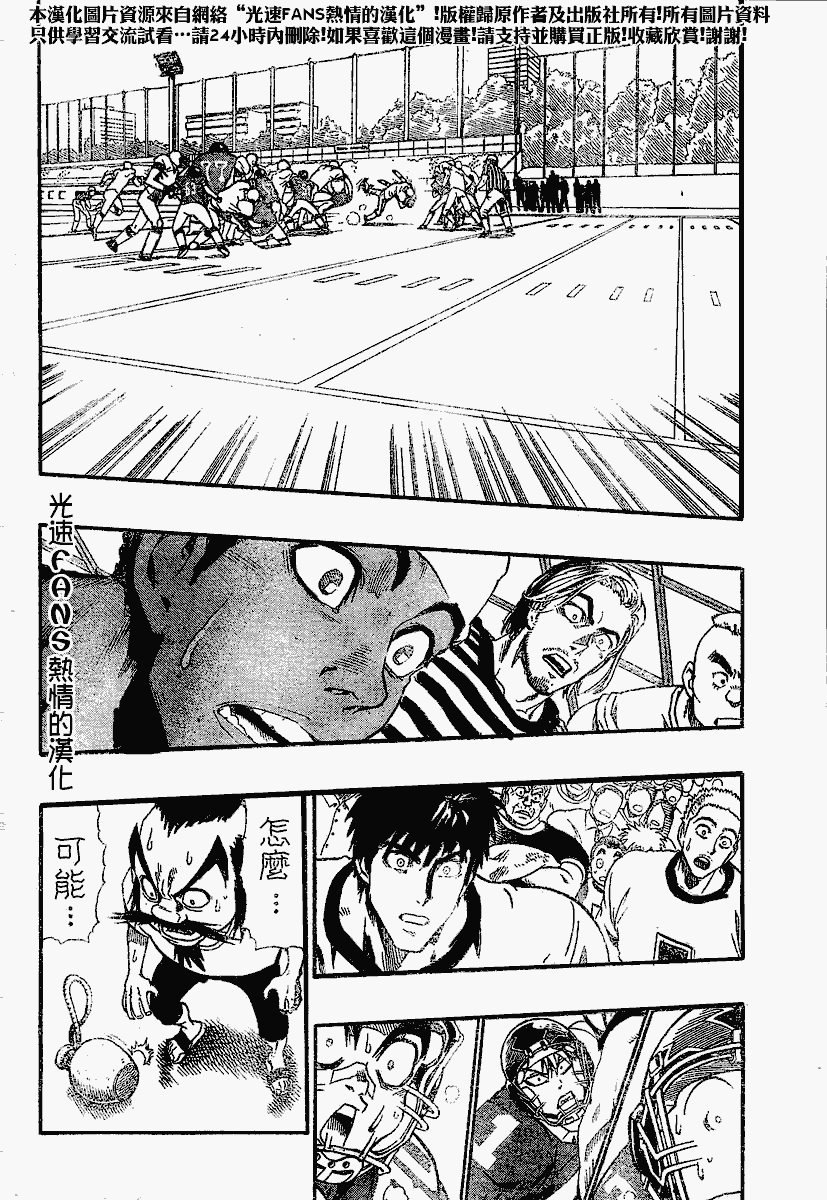 本漢化圖片資源來自網絡“光速FANS熱情的漢化”!版權歸原作者及出版社所有!所有圖片資料
只供學習交流試看…請24小時內刪除!如果喜歡這個漫畫!請支持並購買正版!收藏欣賞!謝謝!
光速FANS熱情的漢化
怎麼…
可能…